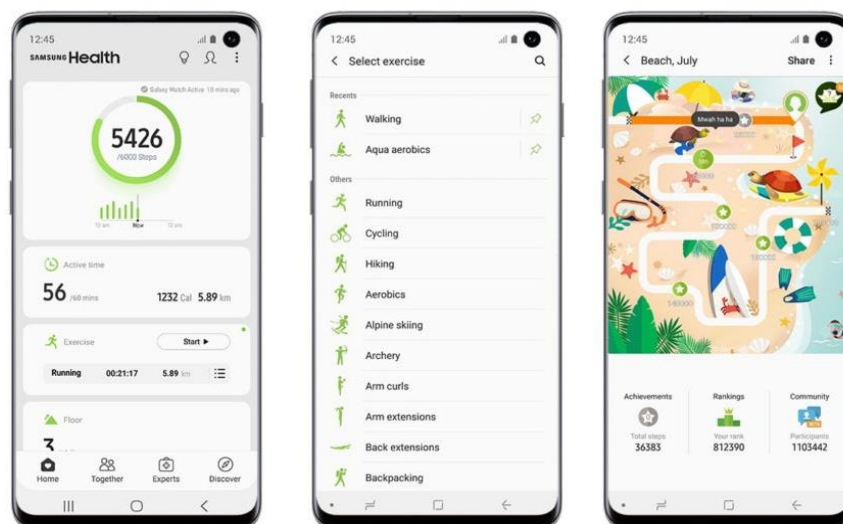 12:45
SAMSUNG Health
Galaxy Watch Active 18 mins ago
5426
/6000 Steps
12 am Now 12 pm
Active time
56 /60 mins 1232 Cal 5.89 km
Exercise
Start
Running 00:21:17 5.89 km
Floor
3
Home Together Experts Discover
12:45
Select exercise
Recents
Walking
Aqua aerobics
Others
Running
Cycling
Hiking
Aerobics
Alpine skiing
Archery
Arm curls
Arm extensions
Back extensions
Backpacking
12:45
Beach, July
Share
Mwah ha ha
140000
Achievements Rankings Community
Total steps Your rank Participants
36383 812390 1103442